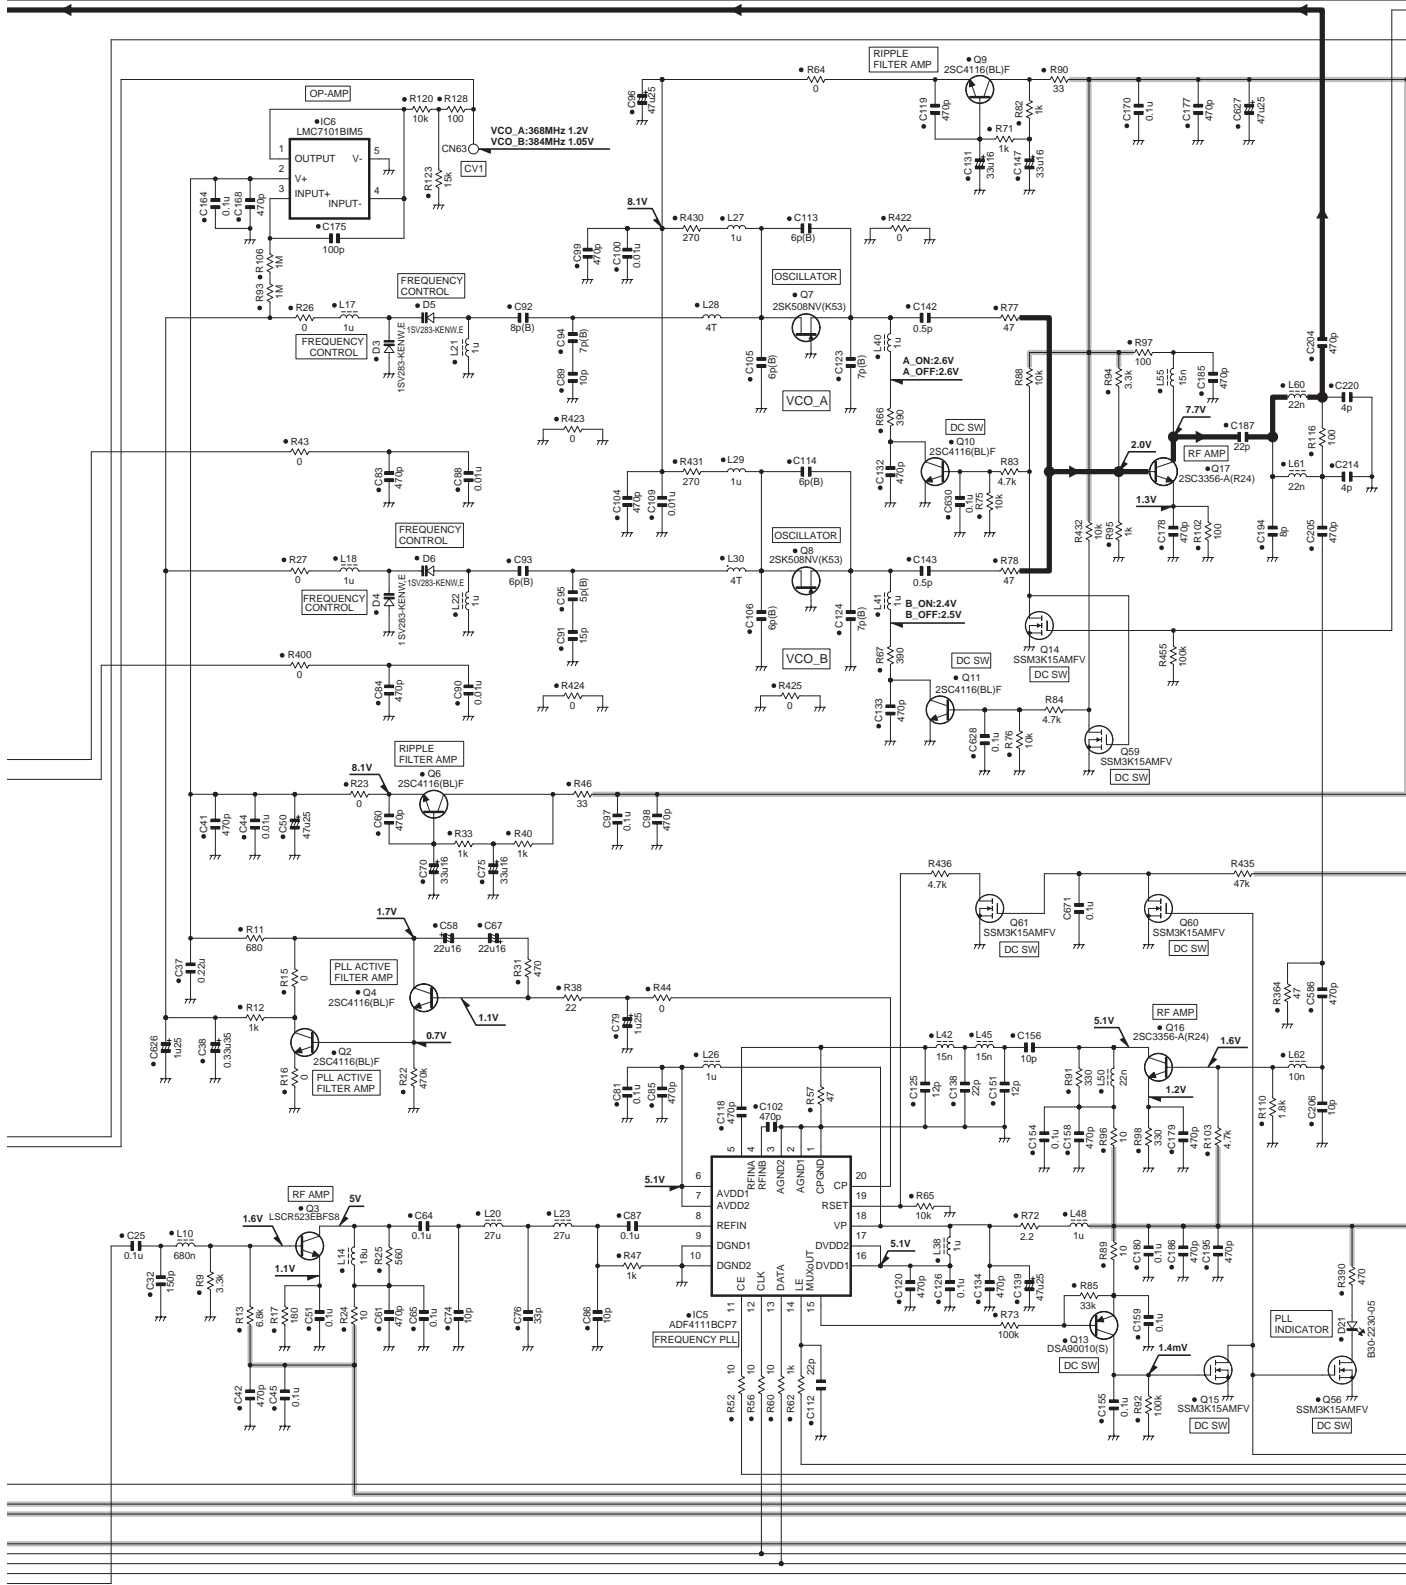 RIPPLE
FILTER AMP
• Q9
2SC4116(BL)F
• R90
33
• R64
0
• C96
47u25
• C119
470p
• R82
1k
• R71
1k
• C131
33u16
• C147
33u16
• C170
0.1u
• C177
470p
• C627
47u25
OP-AMP
• IC6
LMC7101BIM5
1
OUTPUT
2
V+
3
INPUT+
INPUT-
V-
5
4
• R120
10k
• R128
100
VCO_A:368MHz 1.2V
VCO_B:384MHz 1.05V
CN63
CV1
• R123
15k
• C164
0.1u
• C168
470p
• C175
100p
• R106
1M
• R93
1M
8.1V
• R430
270
• L27
1u
• C113
6p(B)
• R422
0
• C99
470p
• C100
0.01u
FREQUENCY
CONTROL
• R26
0
• L17
1u
• D5
1SV283-KENW,E
• C92
8p(B)
FREQUENCY
CONTROL
• D3
1SV283-KENW,E
• L21
1u
• C94
7p(B)
• C89
10p
• L28
4T
OSCILLATOR
• Q7
2SK508NV(K53)
• C142
0.5p
• R77
47
• C105
6p(B)
• C123
7p(B)
VCO_A
• L40
1u
A_ON:2.6V
A_OFF:2.6V
• R66
390
• R88
10k
• R94
3.3k
• R97
100
• L55
15n
• C185
470p
• C204
470p
• L60
22n
• C220
4p
• R116
100
• C187
22p
7.7V
2.0V
RF AMP
• Q17
2SC3356-A(R24)
• L61
22n
• C214
4p
1.3V
• R423
0
• R43
0
• C83
470p
• C88
0.01u
• R431
270
• L29
1u
• C114
6p(B)
DC SW
• Q10
2SC4116(BL)F
• R83
4.7k
• C132
470p
• C630
0.1u
• R75
10k
• C104
470p
• C109
0.01u
• R432
10k
• R95
1k
• C178
470p
• R102
100
• C194
8p
• C205
470p
FREQUENCY
CONTROL
• R27
0
• L18
1u
• D6
1SV283-KENW,E
• C93
6p(B)
FREQUENCY
CONTROL
• D4
1SV283-KENW,E
• L22
1u
• C95
5p(B)
• C91
15p
• L30
4T
OSCILLATOR
• Q8
2SK508NV(K53)
• C143
0.5p
• R78
47
• C106
6p(B)
• C124
7p(B)
VCO_B
• L41
1u
B_ON:2.4V
B_OFF:2.5V
• R67
390
• Q14
SSM3K15AMFV
DC SW
R455
100k
• R400
0
• C84
470p
• C90
0.01u
• R424
0
• R425
0
DC SW
• Q11
2SC4116(BL)F
• R84
4.7k
• C133
470p
• C628
0.1u
• R76
10k
Q59
SSM3K15AMFV
DC SW
RIPPLE
FILTER AMP
8.1V
• R23
0
• Q6
2SC4116(BL)F
• R46
33
• C41
470p
• C44
0.01u
• C50
47u25
• C60
470p
• R33
1k
• R40
1k
• C70
33u16
• C75
33u16
• C97
0.1u
• C98
470p
R436
4.7k
R435
47k
Q61
SSM3K15AMFV
DC SW
C671
0.1u
Q60
SSM3K15AMFV
DC SW
1.7V
• R11
680
• C58
22u16
• C67
22u16
• C37
0.22u
• R15
0
PLL ACTIVE
FILTER AMP
• Q4
2SC4116(BL)F
• R31
470
• R38
22
• R44
0
1.1V
• R12
1k
0.7V
• C626
1u25
• C38
0.33u35
• Q2
2SC4116(BL)F
PLL ACTIVE
FILTER AMP
• R16
0
• R22
470k
• C79
1u25
• R364
47
• C586
470p
• L26
1u
• C81
0.1u
• C85
470p
• L42
15n
• L45
15n
• C156
10p
5.1V
RF AMP
• Q16
2SC3356-A(R24)
1.6V
• L62
10n
• C118
470p
• C102
470p
• R57
47
• C125
12p
• C138
22p
• C151
12p
• R91
330
• L50
22n
1.2V
• R110
1.8k
• C206
10p
• C154
0.1u
• C158
470p
• R96
10
• R98
330
• C179
470p
• R103
4.7k
5
4
3
2
1
RFINA
RFINB
AGND2
AGND1
CPGND
5.1V
6
AVDD1
7
AVDD2
8
REFIN
9
DGND1
10
DGND2
CP
20
RSET
19
VP
18
DVDD2
17
DVDD1
16
CE
CLK
DATA
LE
MUXoUT
11
12
13
14
15
• IC5
ADF4111BCP7
FREQUENCY PLL
• R65
10k
5.1V
• L38
1u
• R72
2.2
• L48
1u
• C120
470p
• C126
0.1u
• C134
470p
• C139
47u25
• R89
10
• C180
0.1u
• C186
470p
• C195
470p
RF AMP
• Q3
LSCR523EBFS8
5V
1.6V
• C25
0.1u
• L10
680n
• C32
150p
• R9
3.3k
1.1V
• L14
18u
• R25
560
• C64
0.1u
• L20
27u
• L23
27u
• C87
0.1u
• R47
1k
• R13
6.8k
• R17
180
• C51
0.1u
• R24
10
• C61
470p
• C65
0.1u
• C74
10p
• C76
33p
• C86
10p
• C42
470p
• C45
0.1u
• R52
10
• R56
10
• R60
10
• R62
1k
• C112
22p
• R85
33k
• R73
100k
• Q13
DSA90010(S)
DC SW
• C159
0.1u
1.4mV
• C155
0.1u
• R92
100k
• Q15
SSM3K15AMFV
DC SW
• R390
470
PLL
INDICATOR
• D21
B30-2230-05
• Q56
SSM3K15AMFV
DC SW